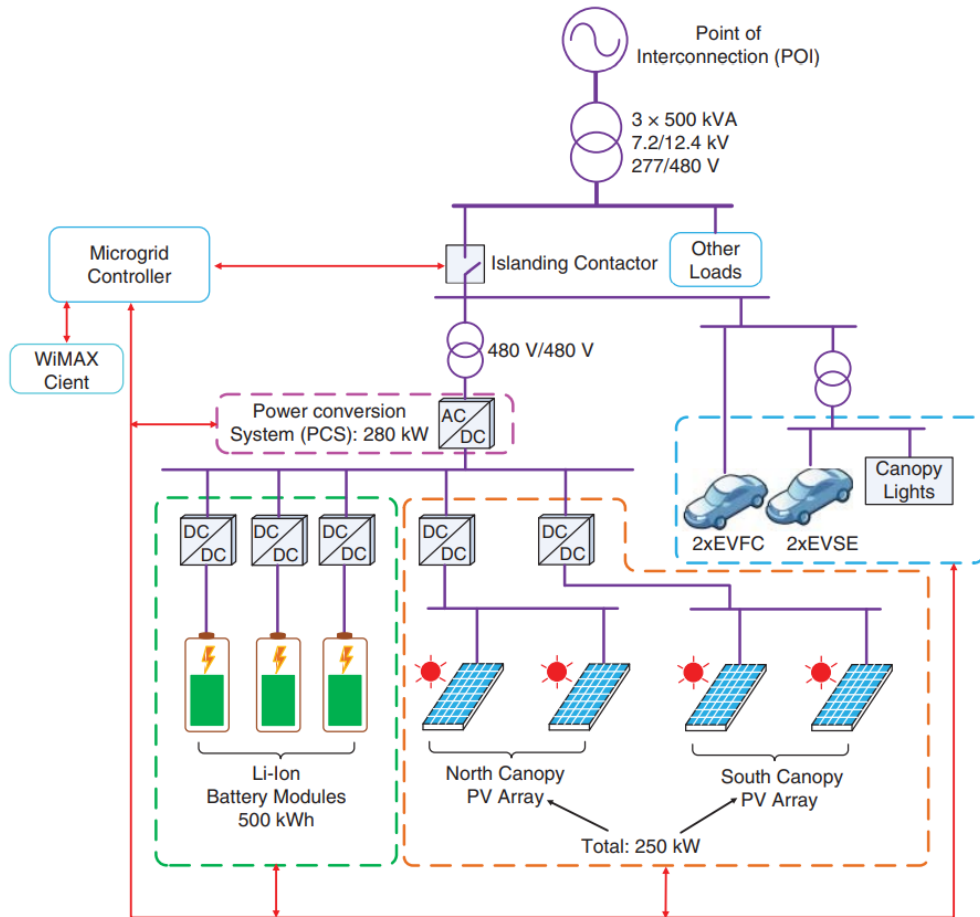 Point of
Interconnection (POI)
3 × 500 kVA
7.2/12.4 kV
277/480 V
Microgrid
Controller
Islanding Contactor
Other
Loads
WiMAX
Cient
480 V/480 V
Power conversion
System (PCS): 280 kW
AC
DC
Canopy
Lights
2xEVFC
2xEVSE
DC
DC
DC
DC
DC
DC
DC
DC
DC
DC
Li-Ion
Battery Modules
500 kWh
North Canopy
PV Array
South Canopy
PV Array
Total: 250 kW